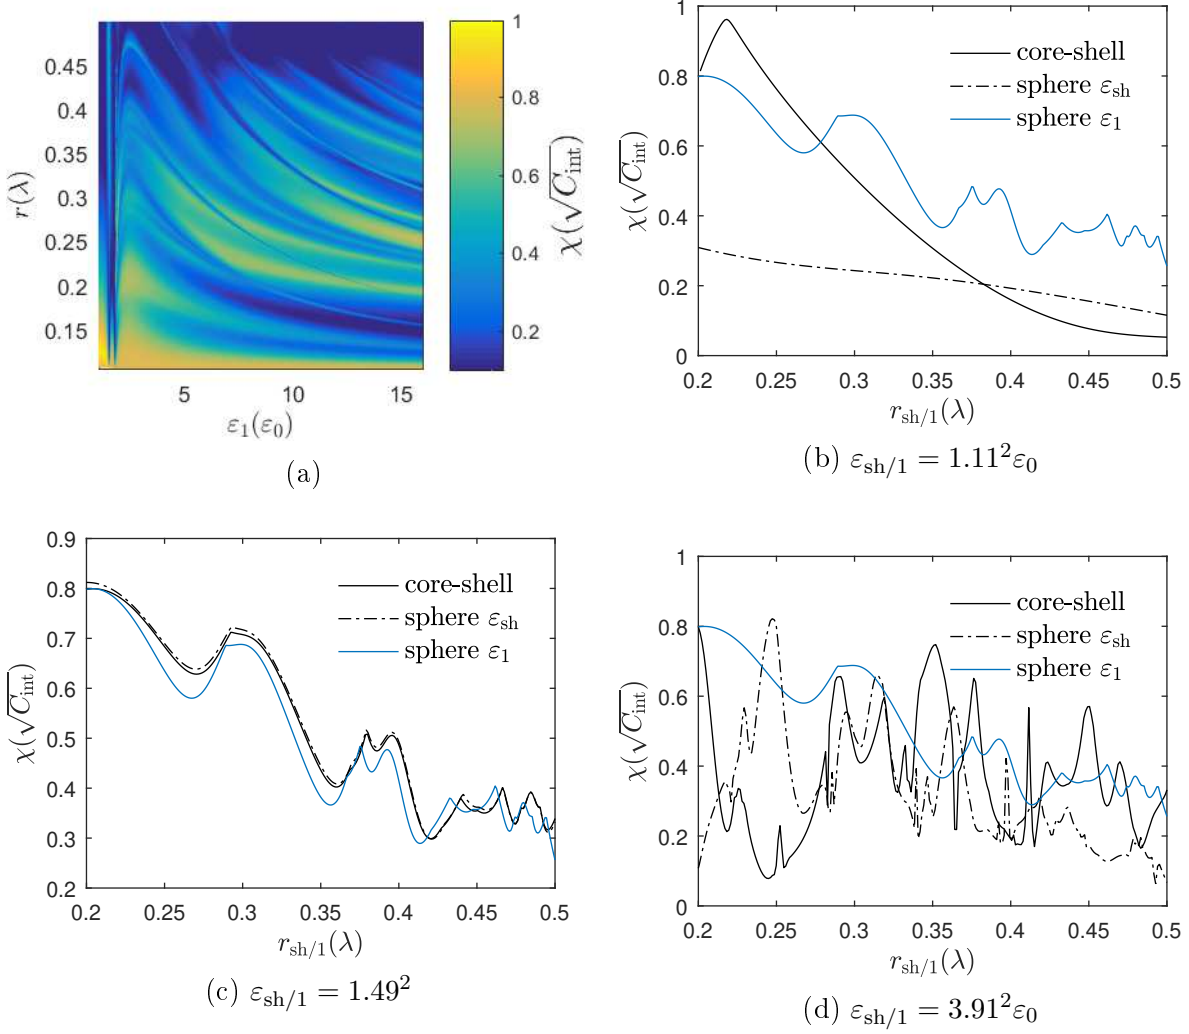 0.45
0.4
0.35
0.3
0.25
0.2
0.15
r(λ)
5 10 15
ε₁(ε₀)
1
0.8
0.6
0.4
0.2
χ(√C_int)
(a)
1
0.8
0.6
0.4
0.2
0
χ(√C_int)
core-shell
sphere ε_sh
sphere ε₁
0.2 0.25 0.3 0.35 0.4 0.45 0.5
r_sh/1(λ)
(b) ε_sh/1 = 1.11²ε₀
0.9
0.8
0.7
0.6
0.5
0.4
0.3
0.2
χ(√C_int)
core-shell
sphere ε_sh
sphere ε₁
0.2 0.25 0.3 0.35 0.4 0.45 0.5
r_sh/1(λ)
(c) ε_sh/1 = 1.49²
1
0.8
0.6
0.4
0.2
0
χ(√C_int)
core-shell
sphere ε_sh
sphere ε₁
0.2 0.25 0.3 0.35 0.4 0.45 0.5
r_sh/1(λ)
(d) ε_sh/1 = 3.91²ε₀